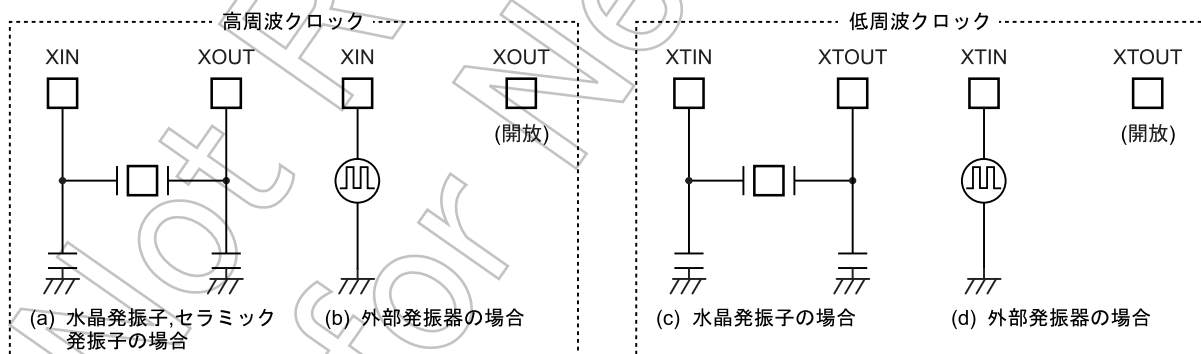 高周波クロック
XIN
XOUT
XIN
XOUT
(開放)
(a) 水晶発振子,セラミック
発振子の場合
(b) 外部発振器の場合
低周波クロック
XTIN
XTOUT
XTIN
XTOUT
(開放)
(c) 水晶発振子の場合
(d) 外部発振器の場合
Not R
for Ne